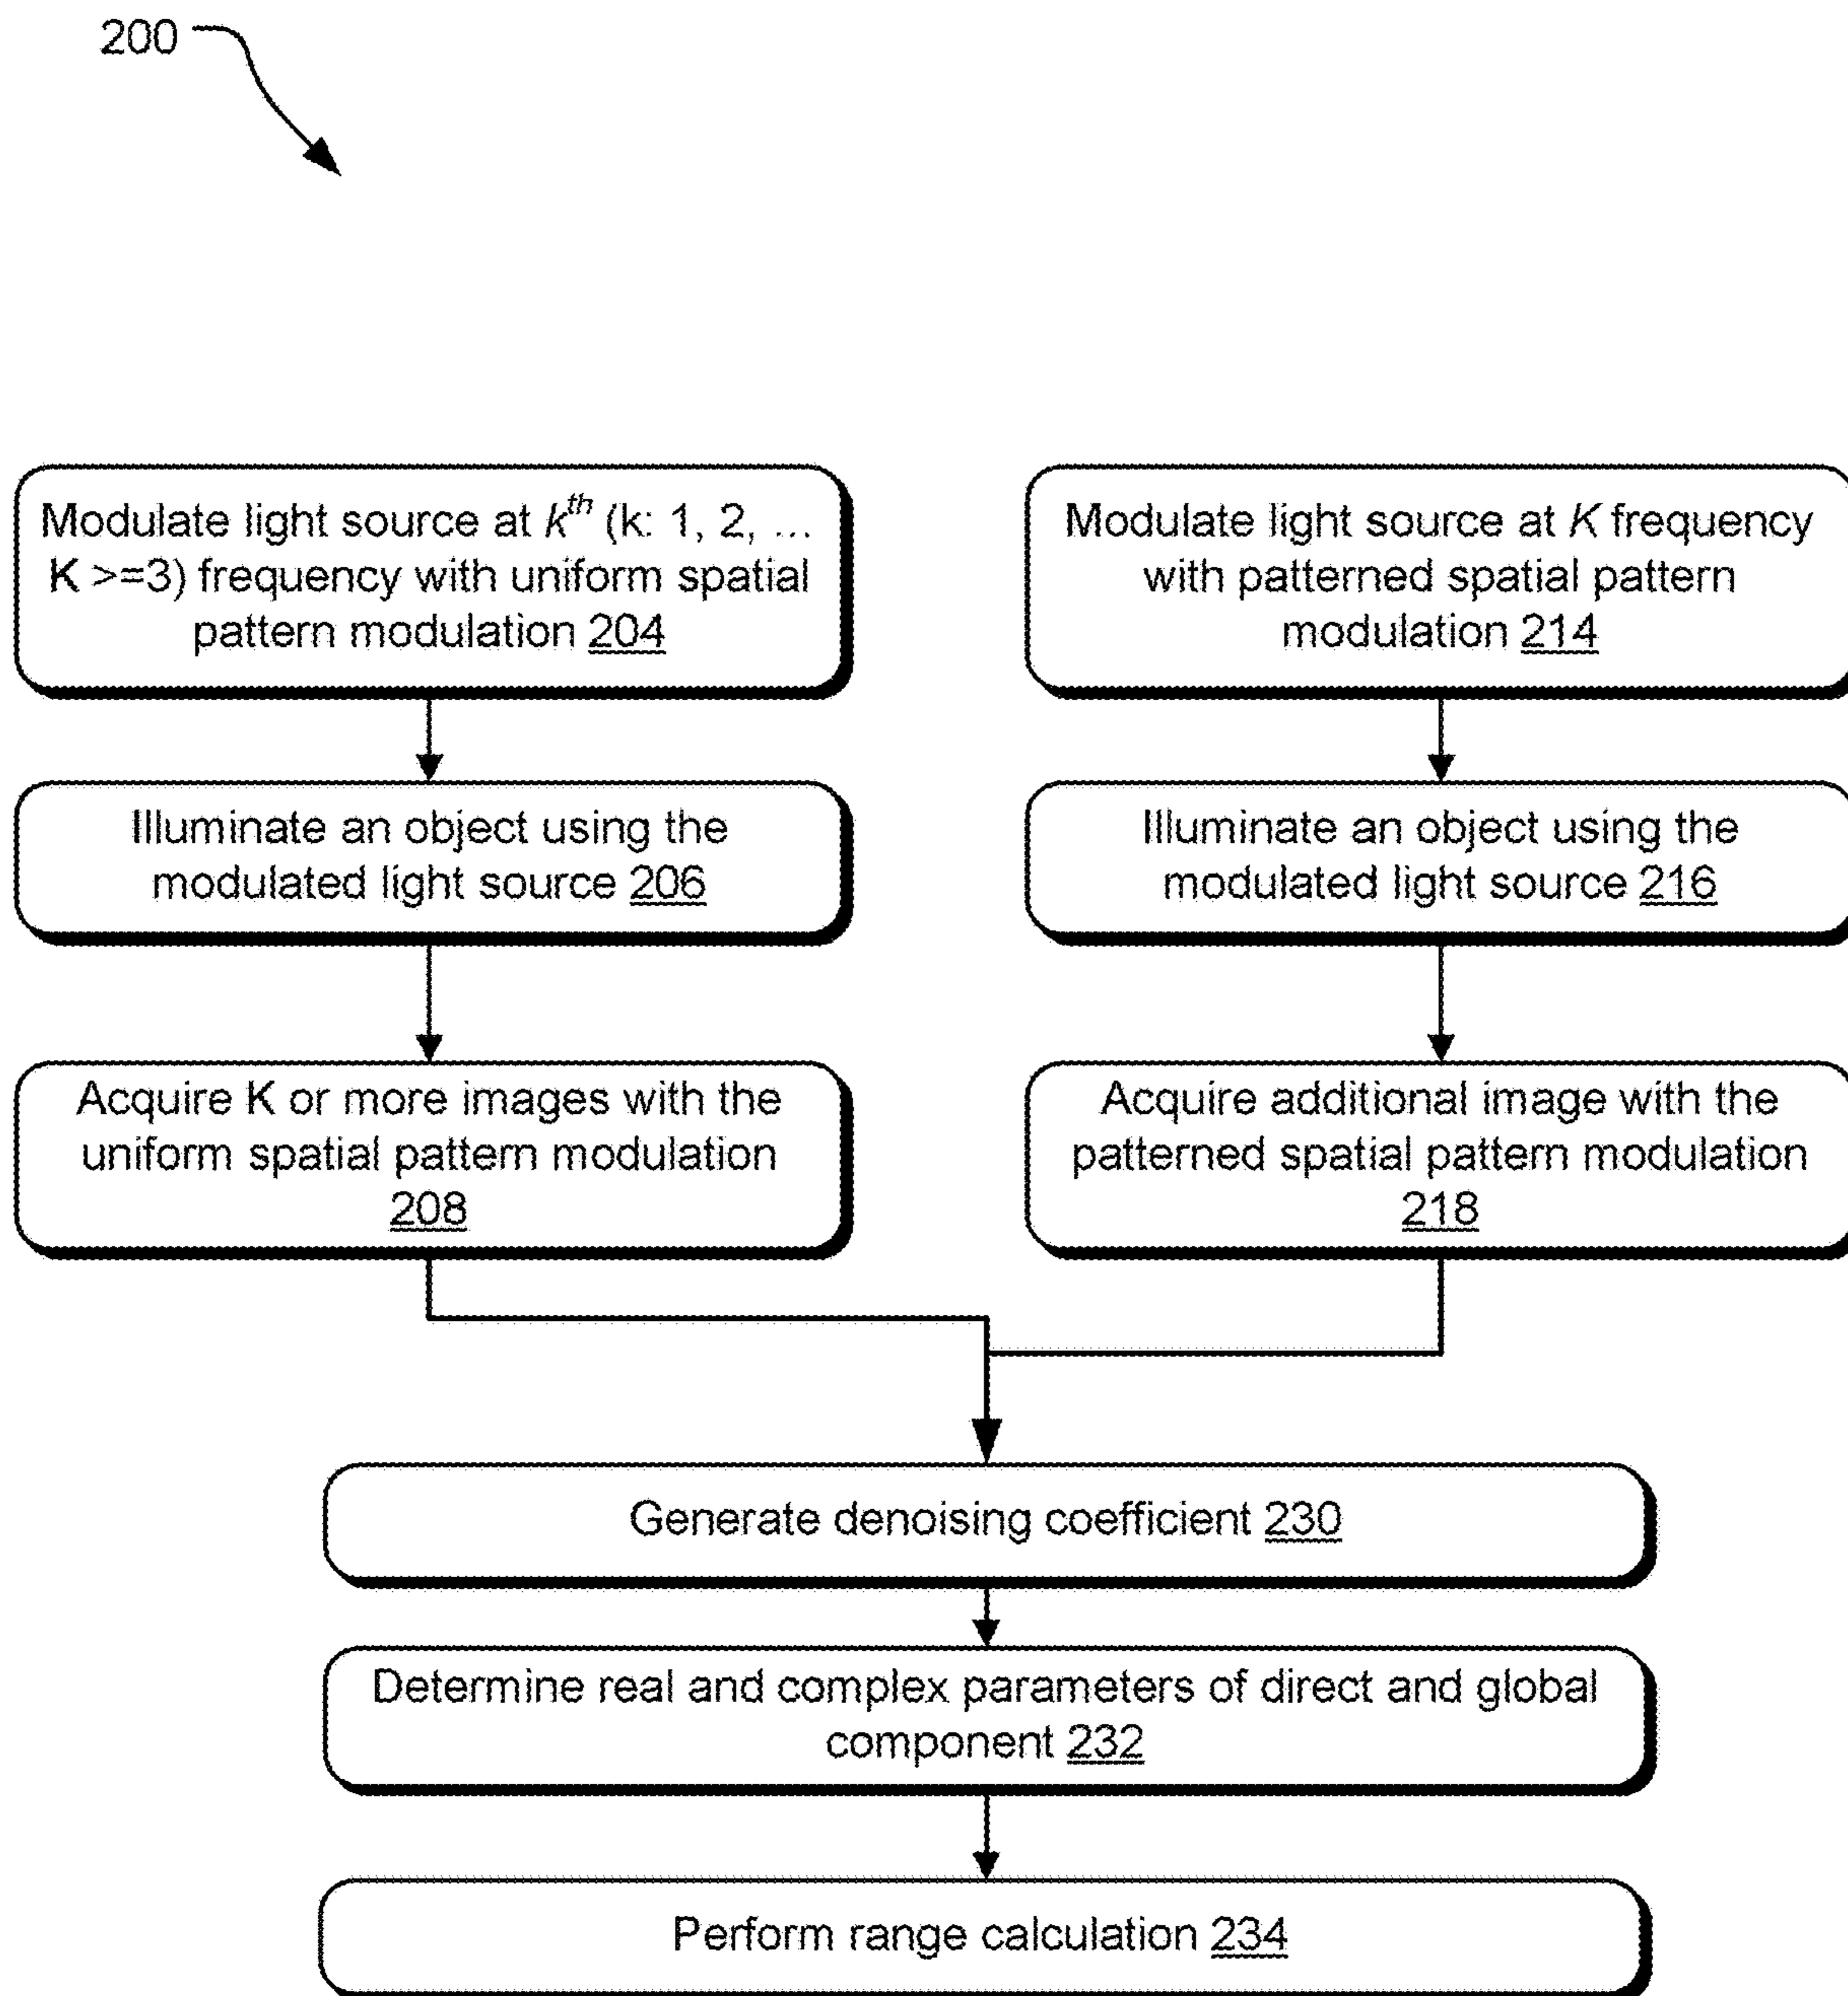 200
Modulate light source at kth (k: 1, 2, ...
K >=3) frequency with uniform spatial
pattern modulation 204
Modulate light source at K frequency
with patterned spatial pattern
modulation 214
Illuminate an object using the
modulated light source 206
Illuminate an object using the
modulated light source 216
Acquire K or more images with the
uniform spatial pattern modulation
208
Acquire additional image with the
patterned spatial pattern modulation
218
Generate denoising coefficient 230
Determine real and complex parameters of direct and global
component 232
Perform range calculation 234